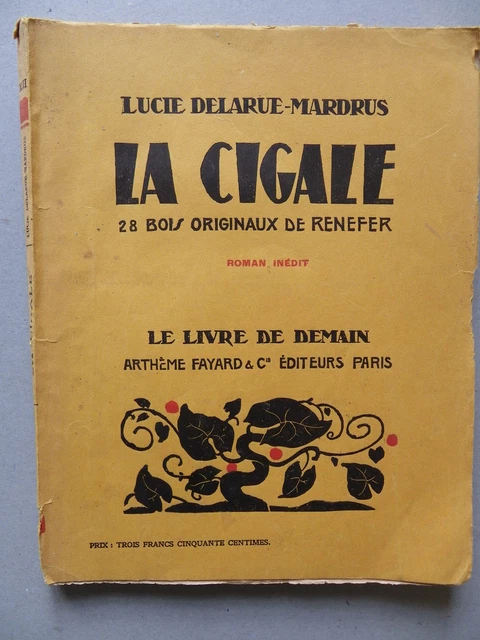 LUCIE DELARUE-MARDRUS
LA CIGALE
28 BOIS ORIGINAUX DE RENEFER
ROMAN INÉDIT
LE LIVRE DE DEMAIN
ARTHÈME FAYARD & Cie ÉDITEURS PARIS
PRIX : TROIS FRANCS CINQUANTE CENTIMES.